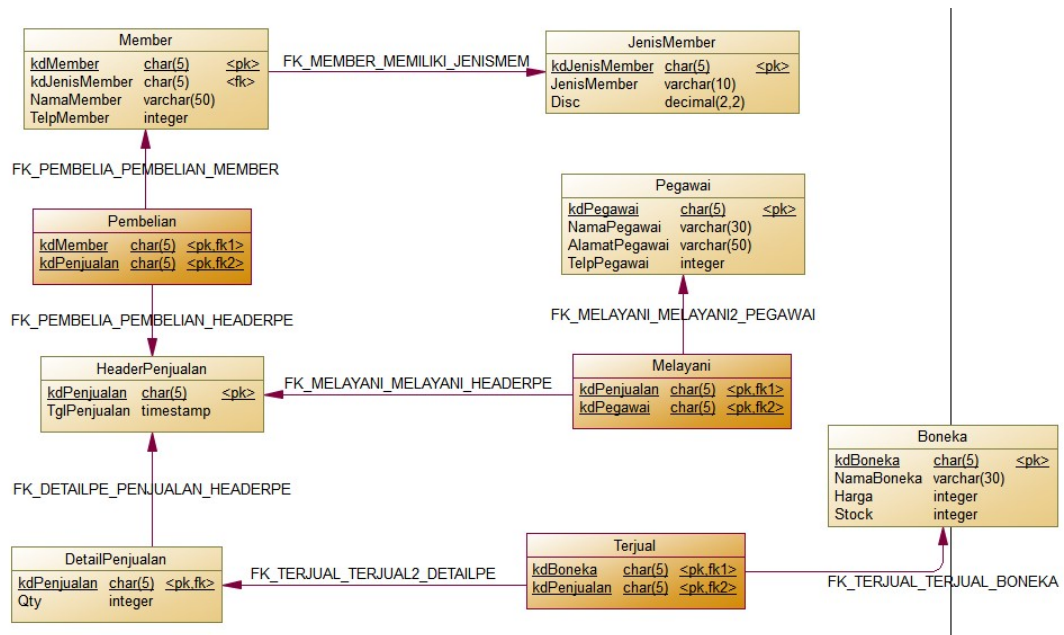 Member
kdMember char(5) <pk>
kdJenisMember char(5) <fk>
NamaMember varchar(50)
TelpMember integer
FK_MEMBER_MEMILIKI_JENISMEM
JenisMember
kdJenisMember char(5) <pk>
JenisMember varchar(10)
Disc decimal(2,2)
FK_PEMBELIA_PEMBELIAN_MEMBER
Pegawai
kdPegawai char(5) <pk>
NamaPegawai varchar(30)
AlamatPegawai varchar(50)
TelpPegawai integer
Pembelian
kdMember char(5) <pk,fk1>
kdPenjualan char(5) <pk,fk2>
FK_PEMBELIA_PEMBELIAN_HEADERPE
FK_MELAYANI_MELAYANI2_PEGAWAI
HeaderPenjualan
kdPenjualan char(5) <pk>
TglPenjualan timestamp
FK_MELAYANI_MELAYANI_HEADERPE
Melayani
kdPenjualan char(5) <pk,fk1>
kdPegawai char(5) <pk,fk2>
Boneka
kdBoneka char(5) <pk>
NamaBoneka varchar(30)
Harga integer
Stock integer
FK_DETAILPE_PENJUALAN_HEADERPE
DetailPenjualan
kdPenjualan char(5) <pk,fk>
Qty integer
FK_TERJUAL_TERJUAL2_DETAILPE
Terjual
kdBoneka char(5) <pk,fk1>
kdPenjualan char(5) <pk,fk2>
FK_TERJUAL_TERJUAL_BONEKA